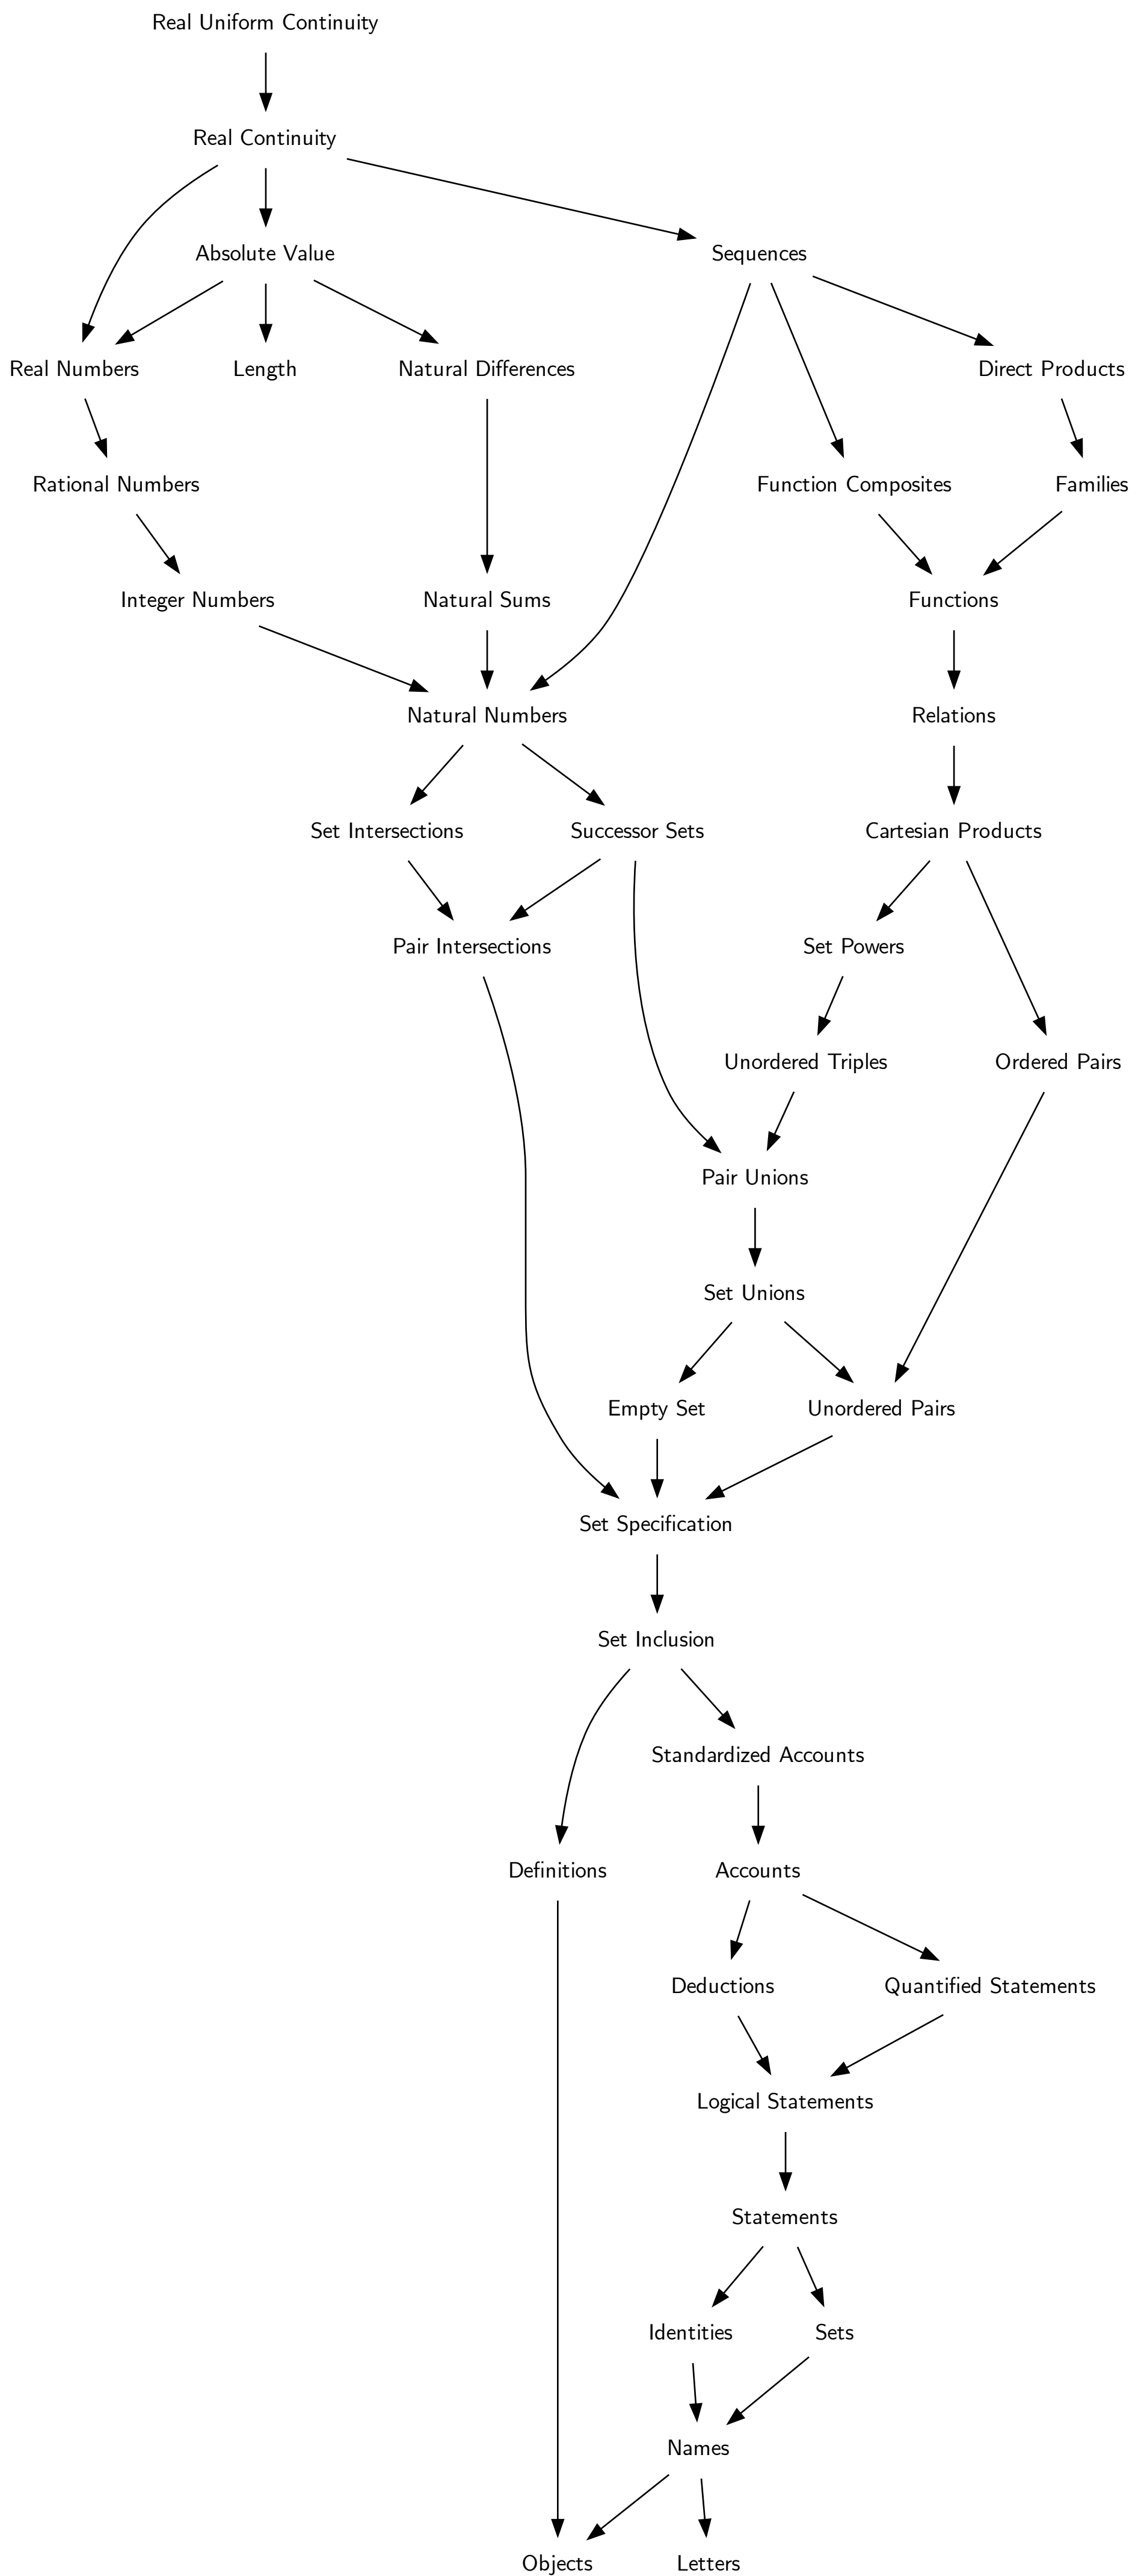 Real Uniform Continuity
Real Continuity
Absolute Value
Sequences
Real Numbers
Length
Natural Differences
Direct Products
Rational Numbers
Function Composites
Families
Integer Numbers
Natural Sums
Functions
Natural Numbers
Relations
Set Intersections
Successor Sets
Cartesian Products
Pair Intersections
Set Powers
Unordered Triples
Ordered Pairs
Pair Unions
Set Unions
Empty Set
Unordered Pairs
Set Specification
Set Inclusion
Standardized Accounts
Definitions
Accounts
Deductions
Quantified Statements
Logical Statements
Statements
Identities
Sets
Names
Objects
Letters